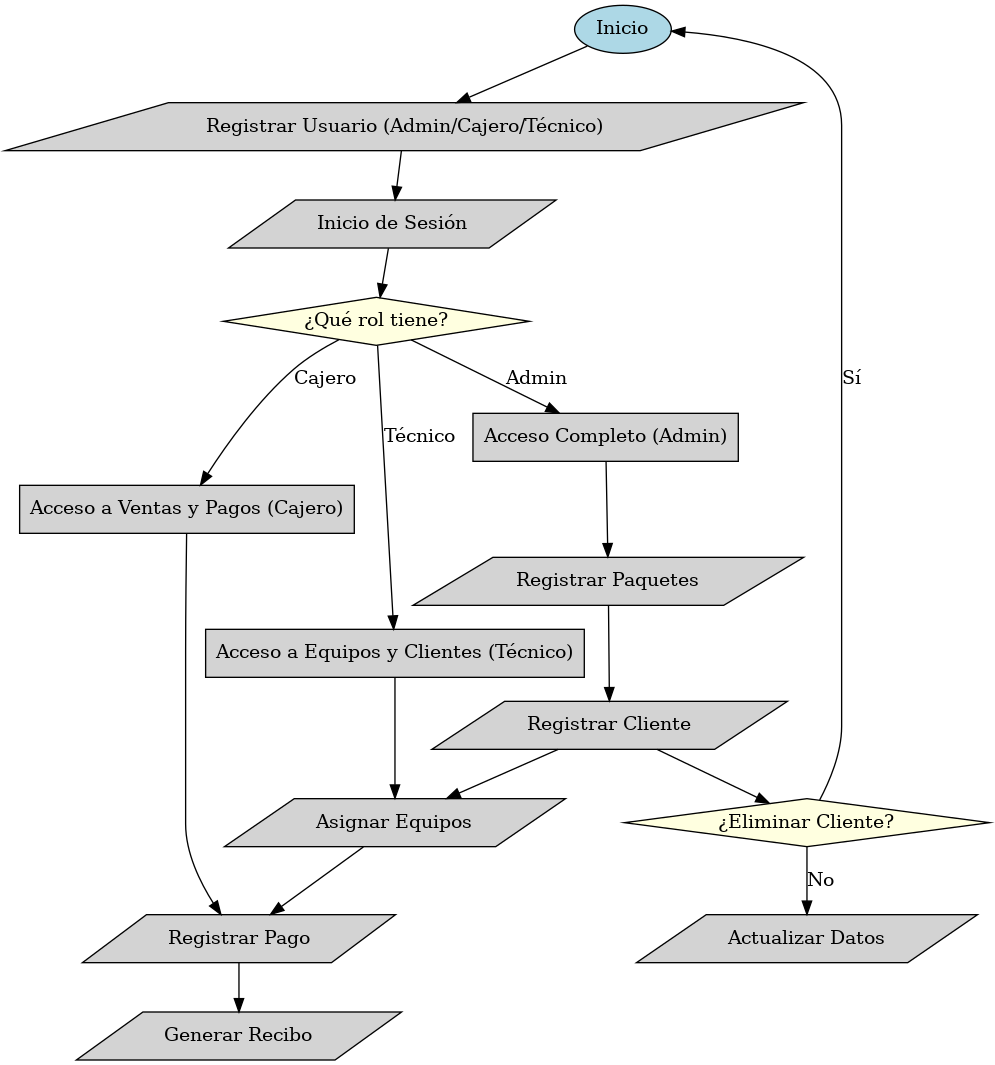 Inicio
Registrar Usuario (Admin/Cajero/Técnico)
Inicio de Sesión
¿Qué rol tiene?
Cajero
Admin
Sí
Técnico
Acceso Completo (Admin)
Acceso a Ventas y Pagos (Cajero)
Registrar Paquetes
Acceso a Equipos y Clientes (Técnico)
Registrar Cliente
Asignar Equipos
¿Eliminar Cliente?
No
Registrar Pago
Actualizar Datos
Generar Recibo